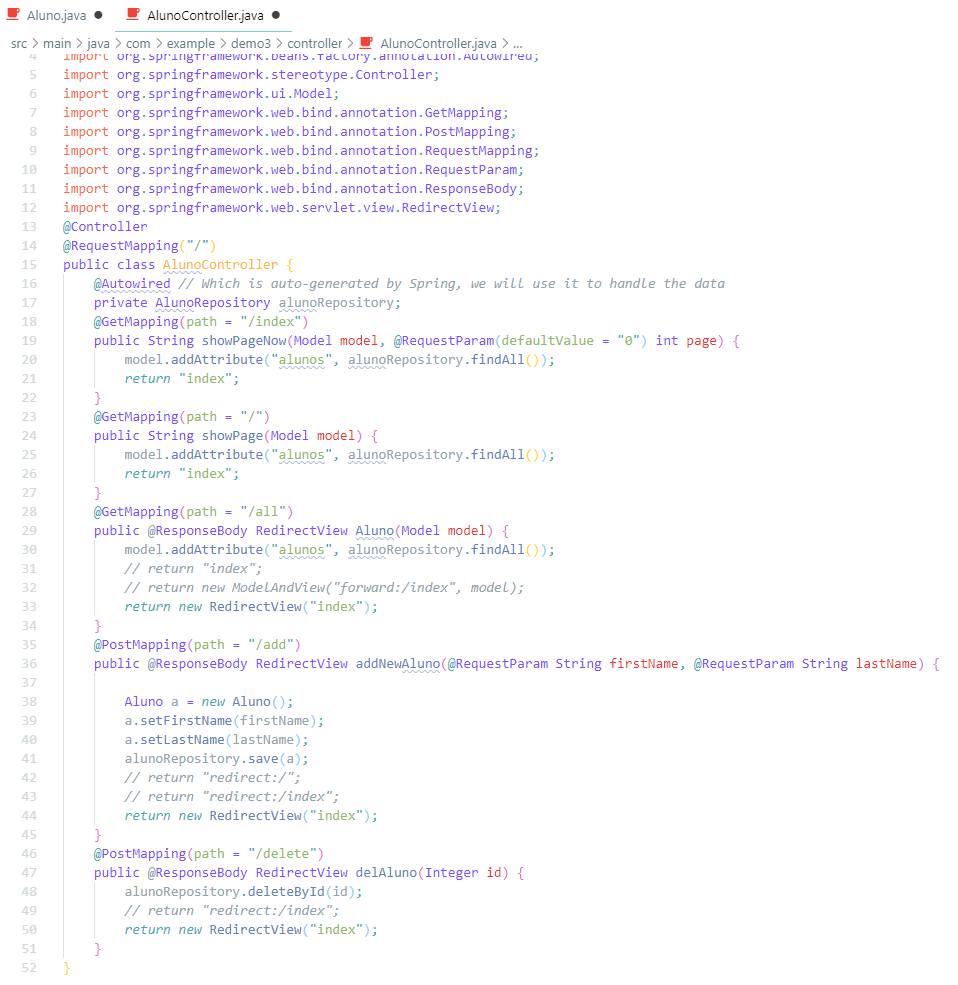 Aluno.java ● AlunoController.java ●
src > main > java > com > example > demo3 > controller > AlunoController.java > ...
4 import org.springframework.beans.factory.annotation.Autowired;
5 import org.springframework.stereotype.Controller;
6 import org.springframework.ui.Model;
7 import org.springframework.web.bind.annotation.GetMapping;
8 import org.springframework.web.bind.annotation.PostMapping;
9 import org.springframework.web.bind.annotation.RequestMapping;
10 import org.springframework.web.bind.annotation.RequestParam;
11 import org.springframework.web.bind.annotation.ResponseBody;
12 import org.springframework.web.servlet.view.RedirectView;
13 @Controller
14 @RequestMapping("/")
15 public class AlunoController {
16     @Autowired // Which is auto-generated by Spring, we will use it to handle the data
17     private AlunoRepository alunoRepository;
18     @GetMapping(path = "/index")
19     public String showPageNow(Model model, @RequestParam(defaultValue = "0") int page) {
20         model.addAttribute("alunos", alunoRepository.findAll());
21         return "index";
22     }
23     @GetMapping(path = "/")
24     public String showPage(Model model) {
25         model.addAttribute("alunos", alunoRepository.findAll());
26         return "index";
27     }
28     @GetMapping(path = "/all")
29     public @ResponseBody RedirectView Aluno(Model model) {
30         model.addAttribute("alunos", alunoRepository.findAll());
31         // return "index";
32         // return new ModelAndView("forward:/index", model);
33         return new RedirectView("index");
34     }
35     @PostMapping(path = "/add")
36     public @ResponseBody RedirectView addNewAluno(@RequestParam String firstName, @RequestParam String lastName) {
37
38         Aluno a = new Aluno();
39         a.setFirstName(firstName);
40         a.setLastName(lastName);
41         alunoRepository.save(a);
42         // return "redirect:/";
43         // return "redirect:/index";
44         return new RedirectView("index");
45     }
46     @PostMapping(path = "/delete")
47     public @ResponseBody RedirectView delAluno(Integer id) {
48         alunoRepository.deleteById(id);
49         // return "redirect:/index";
50         return new RedirectView("index");
51     }
52 }